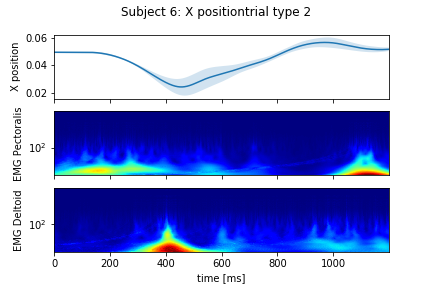 Subject 6: X positiontrial type 2
0.06
0.04
0.02
X position
10²
EMG Pectoralis
10²
EMG Deltoid
0 200 400 600 800 1000
time [ms]